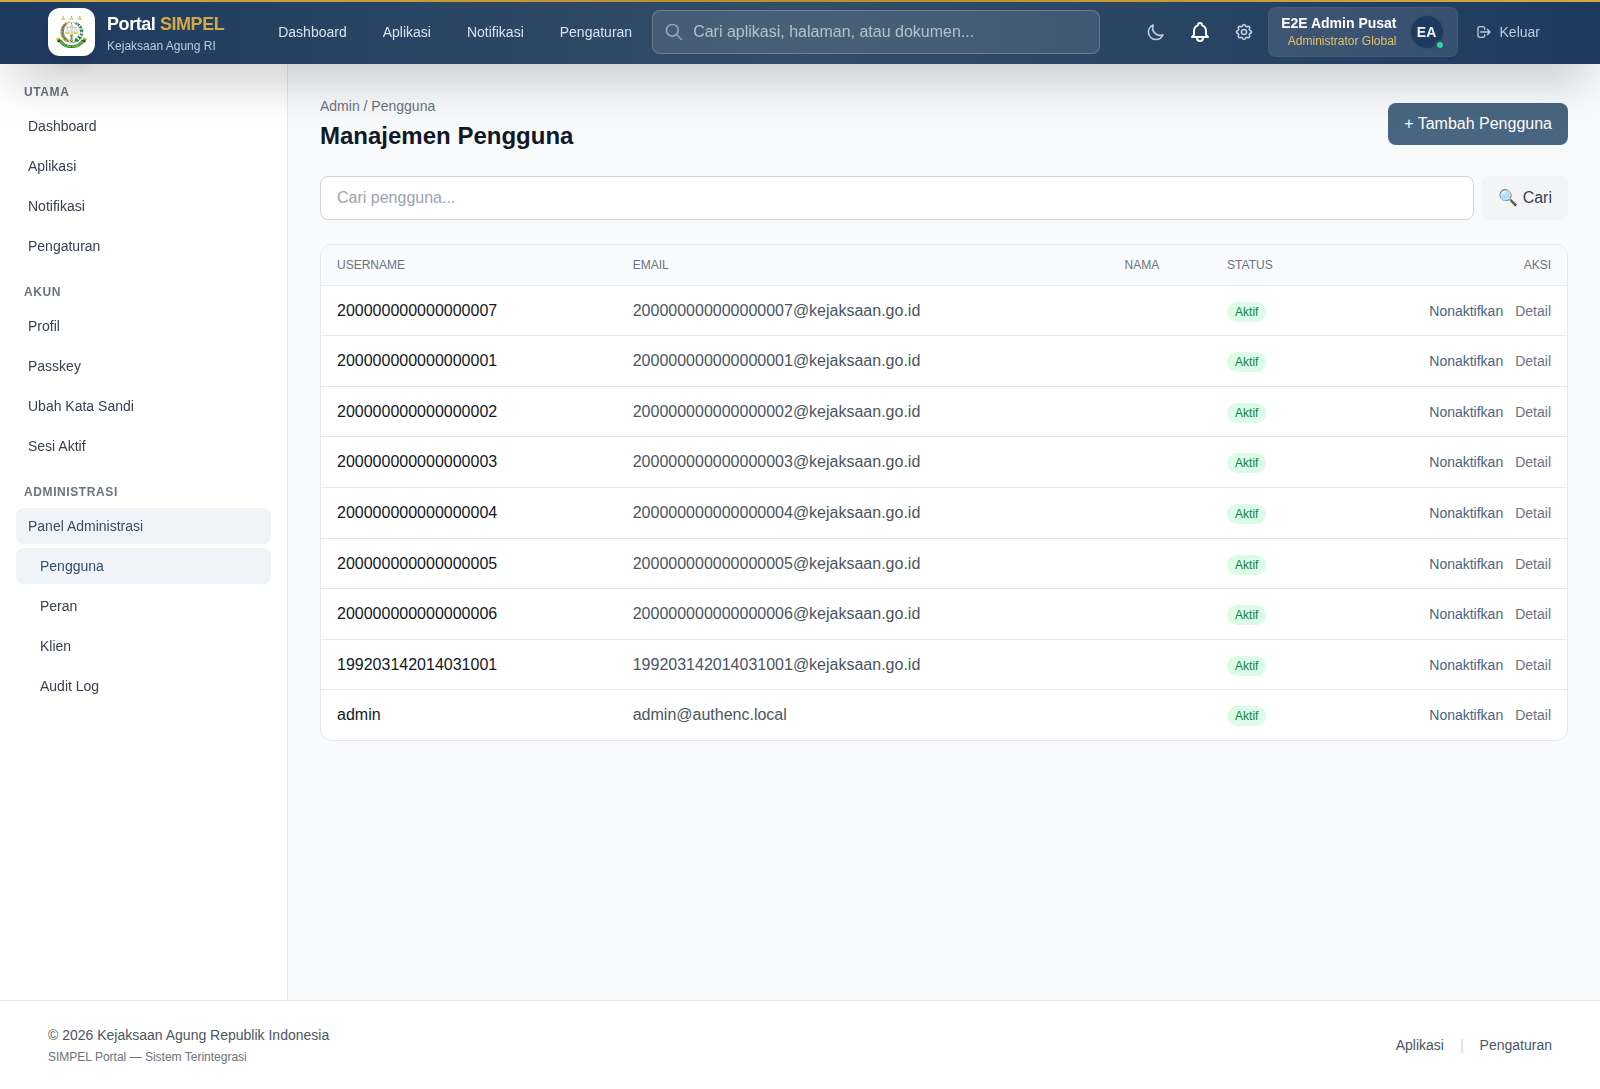 Portal SIMPEL
Kejaksaan Agung RI
Dashboard
Aplikasi
Notifikasi
Pengaturan
Cari aplikasi, halaman, atau dokumen...
E2E Admin Pusat
Administrator Global
EA
Keluar
UTAMA
Dashboard
Aplikasi
Notifikasi
Pengaturan
AKUN
Profil
Passkey
Ubah Kata Sandi
Sesi Aktif
ADMINISTRASI
Panel Administrasi
Pengguna
Peran
Klien
Audit Log
Admin / Pengguna
Manajemen Pengguna
+ Tambah Pengguna
Cari pengguna...
🔍 Cari
USERNAME EMAIL NAMA STATUS AKSI
200000000000000007 200000000000000007@kejaksaan.go.id Aktif Nonaktifkan Detail
200000000000000001 200000000000000001@kejaksaan.go.id Aktif Nonaktifkan Detail
200000000000000002 200000000000000002@kejaksaan.go.id Aktif Nonaktifkan Detail
200000000000000003 200000000000000003@kejaksaan.go.id Aktif Nonaktifkan Detail
200000000000000004 200000000000000004@kejaksaan.go.id Aktif Nonaktifkan Detail
200000000000000005 200000000000000005@kejaksaan.go.id Aktif Nonaktifkan Detail
200000000000000006 200000000000000006@kejaksaan.go.id Aktif Nonaktifkan Detail
199203142014031001 199203142014031001@kejaksaan.go.id Aktif Nonaktifkan Detail
admin admin@authenc.local Aktif Nonaktifkan Detail
© 2026 Kejaksaan Agung Republik Indonesia
SIMPEL Portal — Sistem Terintegrasi
Aplikasi | Pengaturan